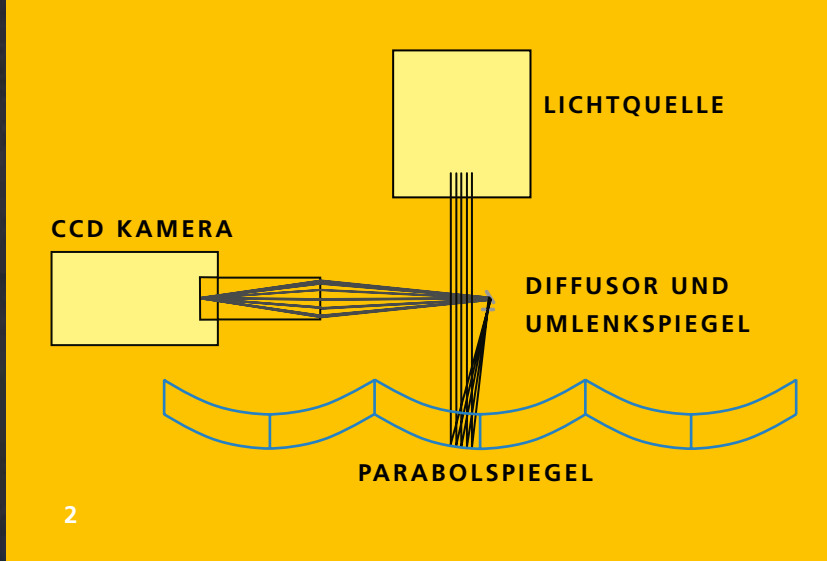 LICHTQUELLE
CCD KAMERA
DIFFUSOR UND
UMLENKSPIEGEL
PARABOLSPIEGEL
2